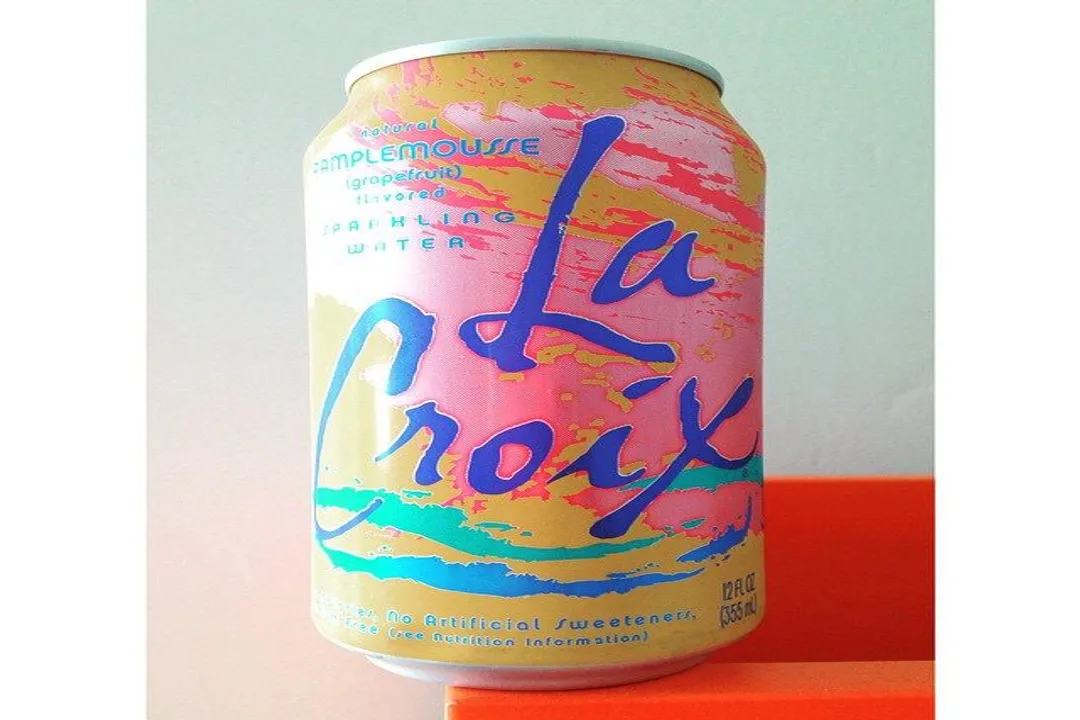 natural
PAMPLEMOUSSE
(grapefruit)
flavored
SPARKLING
WATER
La
Croix
12 FL OZ
(355 mL)
No Artificial Sweeteners,
Free (see Nutrition Information)